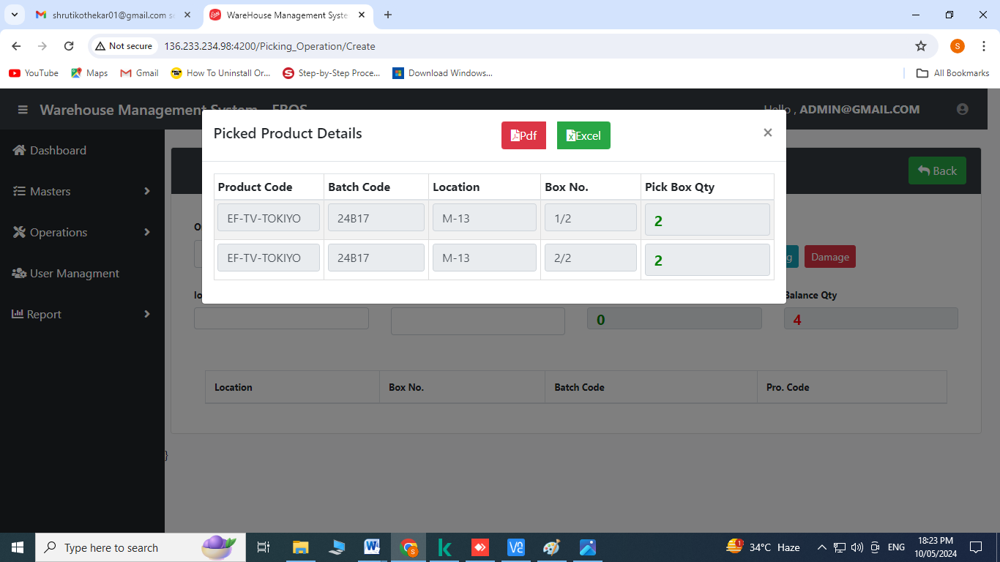 shrutikothekar01@gmail.com s
WareHouse Management Syste
Not secure
136.233.234.98:4200/Picking_Operation/Create
S
YouTube
Maps
Gmail
How To Uninstall Or...
Step-by-Step Proce...
Download Windows...
All Bookmarks
Warehouse Management System
EROS
Hello , ADMIN@GMAIL.COM
Dashboard
Masters
Operations
User Managment
Report
Back
Picked Product Details
Pdf
Excel
×
Product Code Batch Code Location Box No. Pick Box Qty
EF-TV-TOKIYO 24B17 M-13 1/2 2
EF-TV-TOKIYO 24B17 M-13 2/2 2
O
g
Damage
lo
Balance Qty
0
4
Location Box No. Batch Code Pro. Code
}
Type here to search
34°C Haze
ENG
18:23 PM
10/05/2024